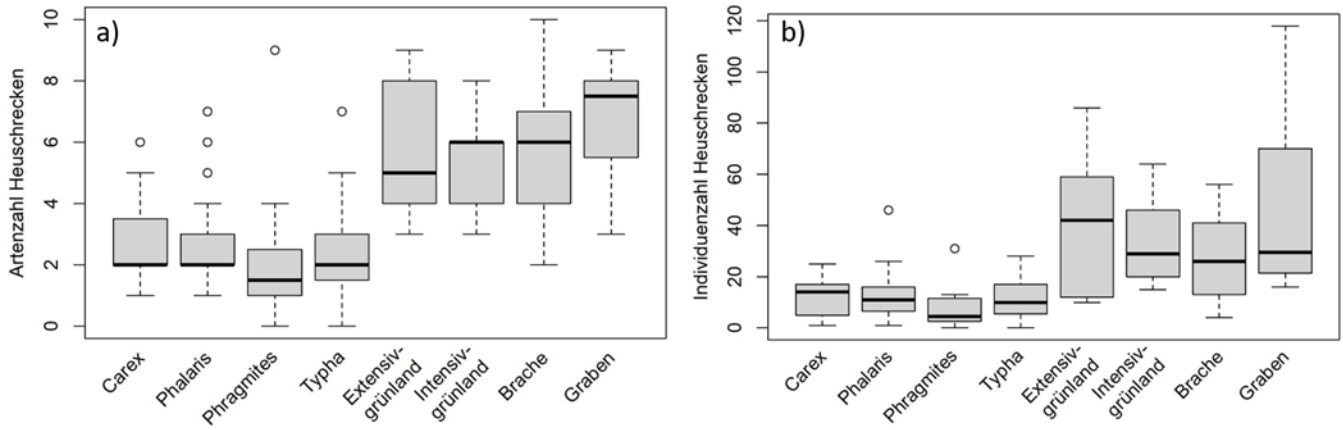 a)
Artenzahl Heuschrecken
10
8
6
4
2
0
Carex
Phalaris
Phragmites
Typha
Extensiv-
grünland
Intensiv-
grünland
Brache
Graben
b)
Individuenzahl Heuschrecken
120
100
80
60
40
20
0
Carex
Phalaris
Phragmites
Typha
Extensiv-
grünland
Intensiv-
grünland
Brache
Graben